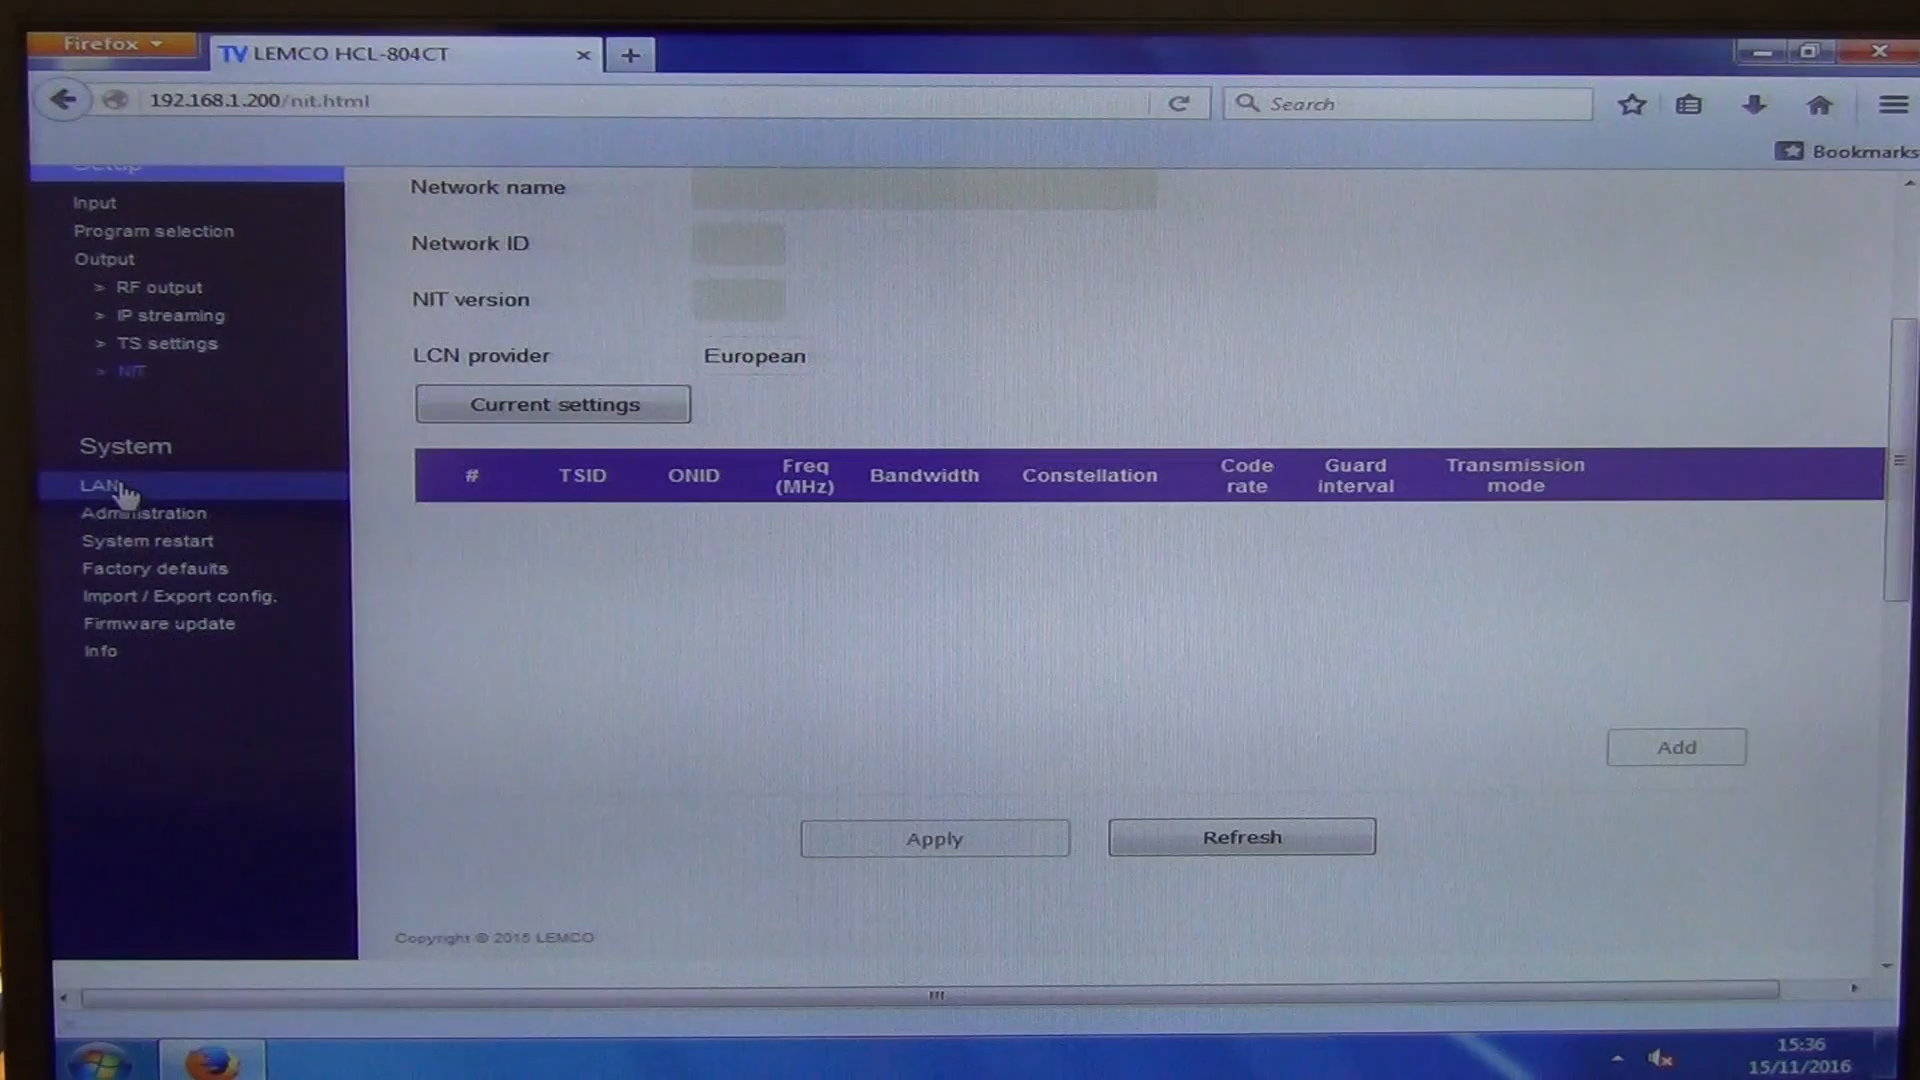 Firefox
TV LEMCO HCL-804CT
192.168.1.200/nit.html
Search
Bookmarks
Setup
Input
Program selection
Output
> RF output
> IP streaming
> TS settings
> NIT
System
LAN
Administration
System restart
Factory defaults
Import / Export config.
Firmware update
Info
Network name
Network ID
NIT version
LCN provider European
Current settings
# TSID ONID Freq (MHz) Bandwidth Constellation Code rate Guard interval Transmission mode
Add
Apply Refresh
Copyright © 2015 LEMCO
15:36
15/11/2016